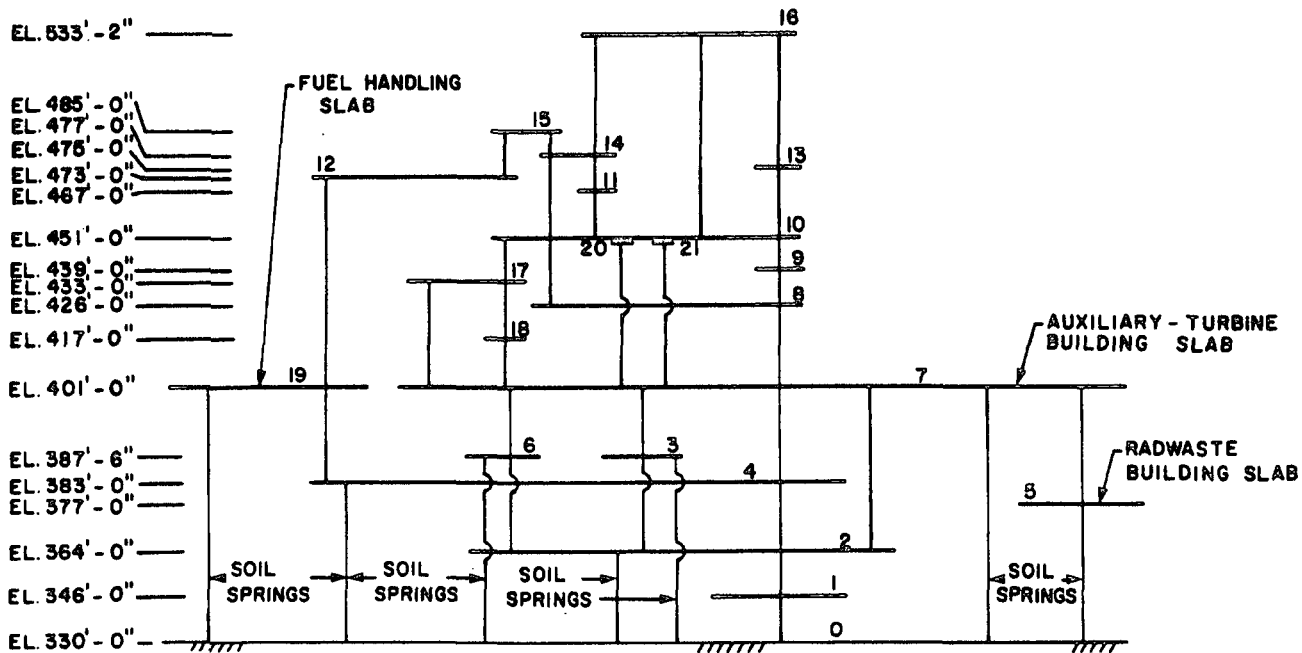 16
EL. 533'-2"
FUEL HANDLING
SLAB
EL. 485'-0"
EL. 477'-0"
EL. 475'-0"
EL. 473'-0"
EL. 467'-0"
15
14
13
12
11
EL. 451'-0"
10
20
21
EL. 439'-0"
9
EL. 433'-0"
17
EL. 426'-0"
8
EL. 417'-0"
18
AUXILIARY-TURBINE
BUILDING SLAB
EL. 401'-0"
19
7
EL. 387'-6"
6
3
RADWASTE
BUILDING SLAB
EL. 383'-0"
4
EL. 377'-0"
5
EL. 364'-0"
2
SOIL
SPRINGS
SOIL
SPRINGS
SOIL
SPRINGS
SOIL
SPRINGS
EL. 346'-0"
1
EL. 330'-0"
0